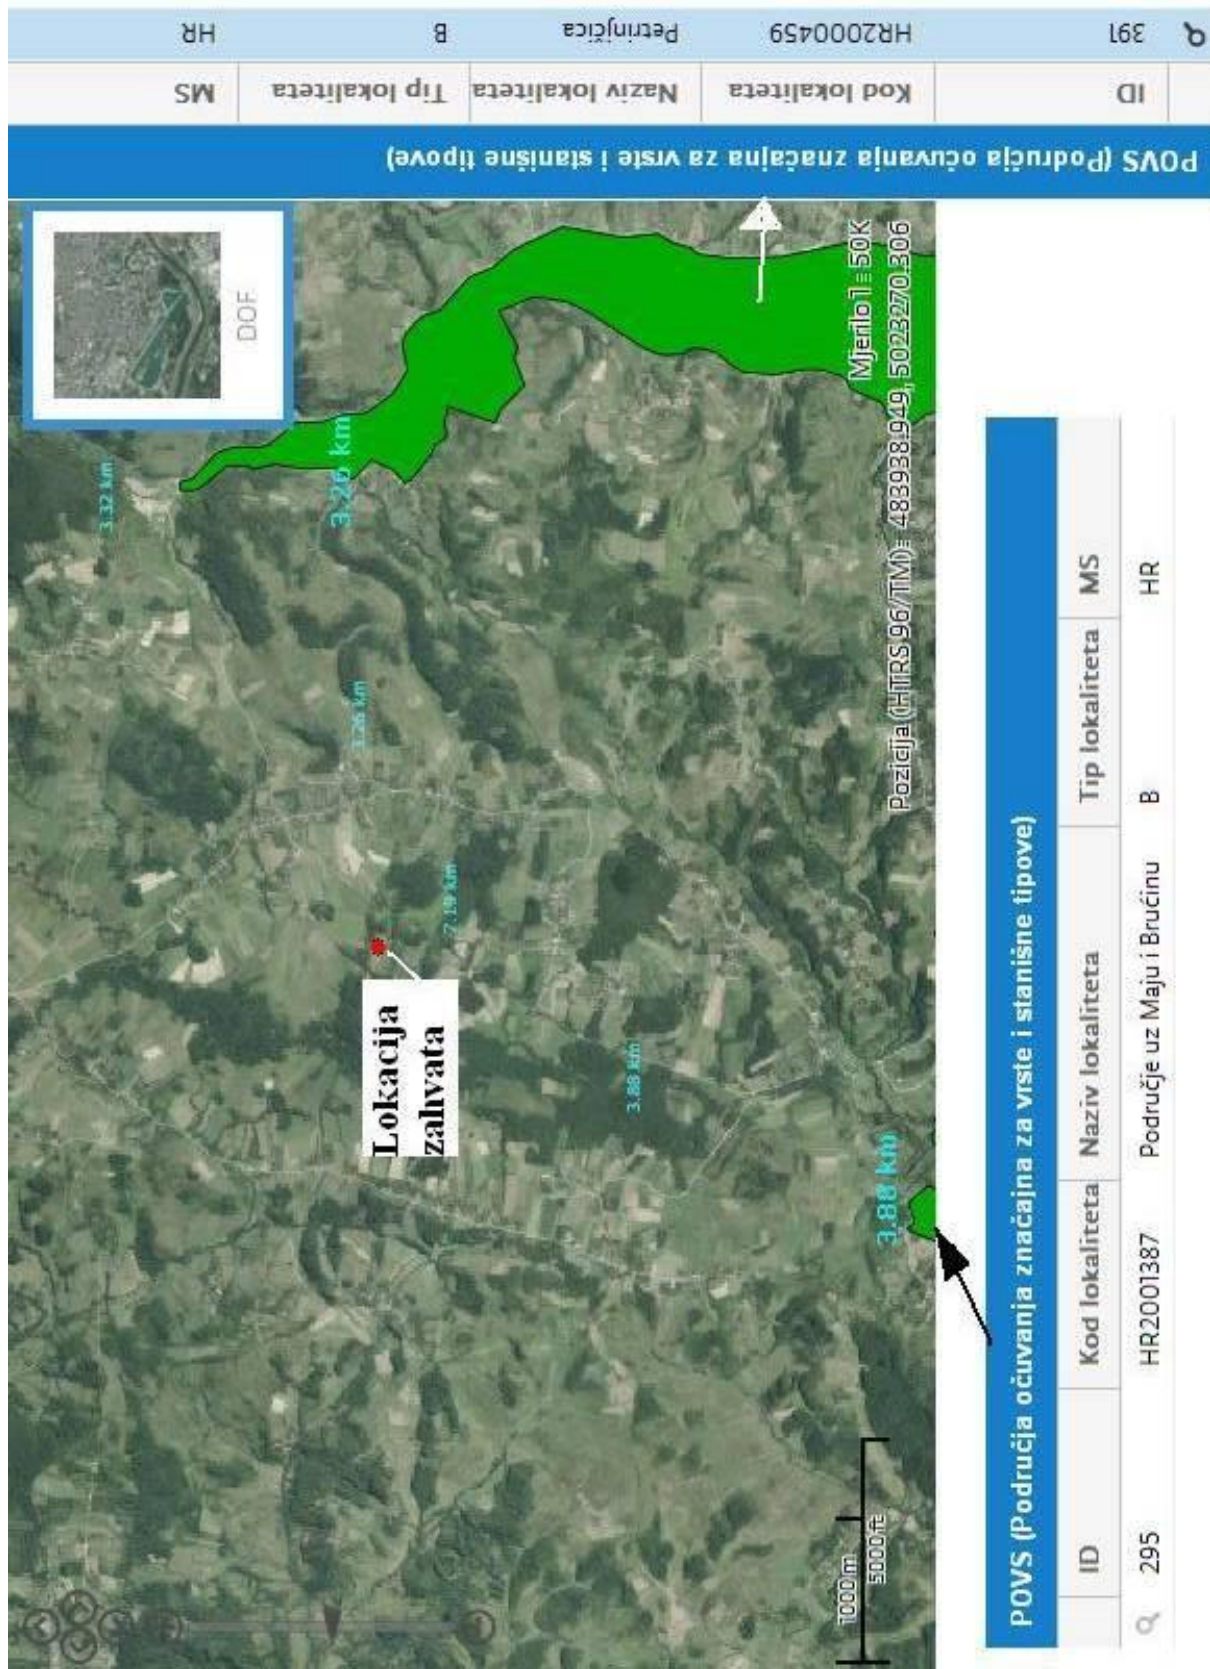 POVS (Područja očuvanja značajna za vrste i stanišne tipove)
ID Kod lokaliteta Naziv lokaliteta Tip lokaliteta MS
391 HR2000459 Petrinjčica B HR
DOF
3.32 km
3.26 km
3.26 km
2.19 km
Lokacija
zahvata
3.88 km
3.88 km
Mjerilo 1 : 50K
Pozicija (HTRS 96/TM): 483938.949, 5023270.306
1000 m
5000 ft
POVS (Područja očuvanja značajna za vrste i stanišne tipove)
ID Kod lokaliteta Naziv lokaliteta Tip lokaliteta MS
295 HR2001387 Područje uz Maju i Brućinu B HR